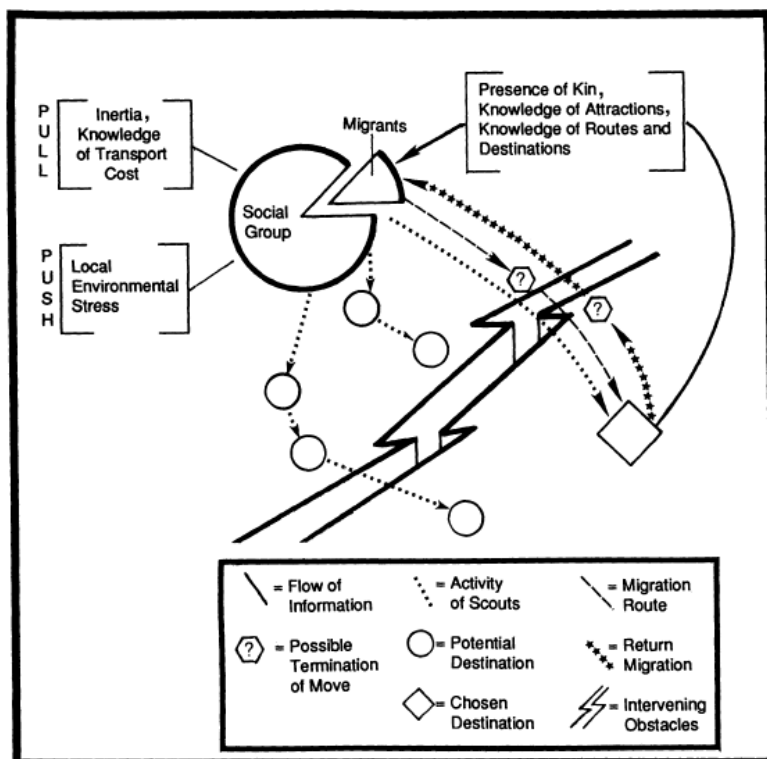 PULL
Inertia,
Knowledge
of Transport
Cost
Migrants
Presence of Kin,
Knowledge of Attractions,
Knowledge of Routes and
Destinations
Social
Group
PUSH
Local
Environmental
Stress
?
?
= Flow of
Information
= Activity
of Scouts
= Migration
Route
?
= Possible
Termination
of Move
= Potential
Destination
= Return
Migration
= Chosen
Destination
= Intervening
Obstacles